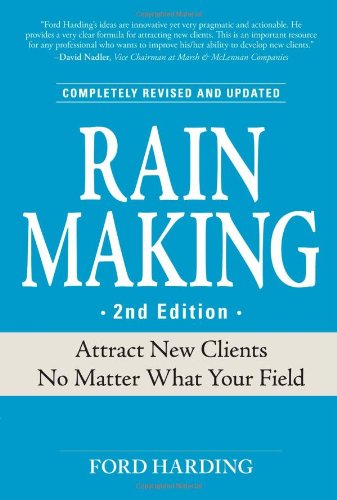 "Ford Harding's ideas are innovative yet very pragmatic and actionable. He
provides a very clear formula for attracting new clients. This is an important resource
for any professional who wants to improve his/her ability to develop new clients."
–David Nadler, Vice Chairman at Marsh & McLennan Companies
COMPLETELY REVISED AND UPDATED
RAIN
MAKING
• 2nd Edition •
Attract New Clients
No Matter What Your Field
FORD HARDING